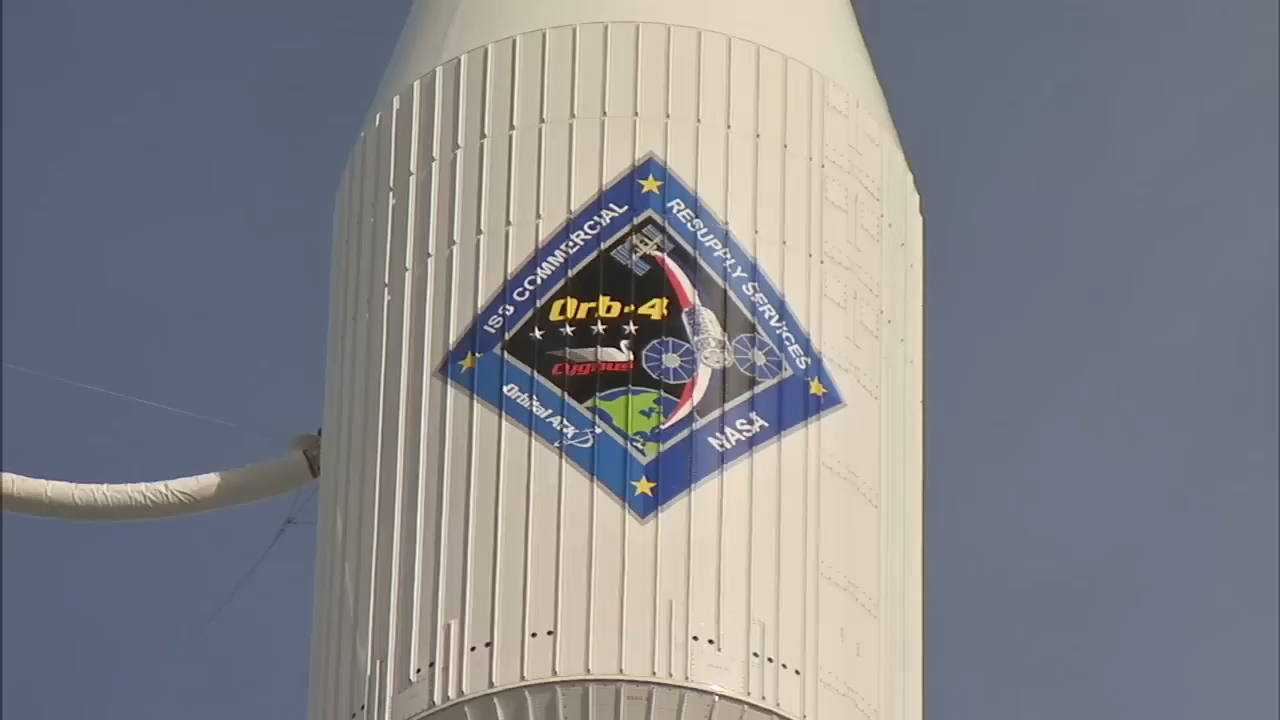 ISS COMMERCIAL
RESUPPLY SERVICES
Orb-4
Cygnus
Orbital ATK
NASA